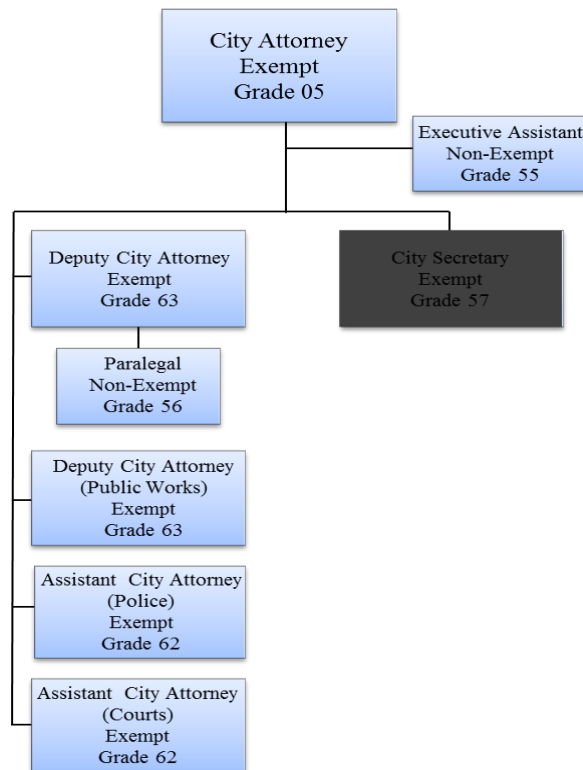 City Attorney
Exempt
Grade 05
Executive Assistant
Non-Exempt
Grade 55
Deputy City Attorney
Exempt
Grade 63
City Secretary
Exempt
Grade 57
Paralegal
Non-Exempt
Grade 56
Deputy City Attorney
(Public Works)
Exempt
Grade 63
Assistant City Attorney
(Police)
Exempt
Grade 62
Assistant City Attorney
(Courts)
Exempt
Grade 62